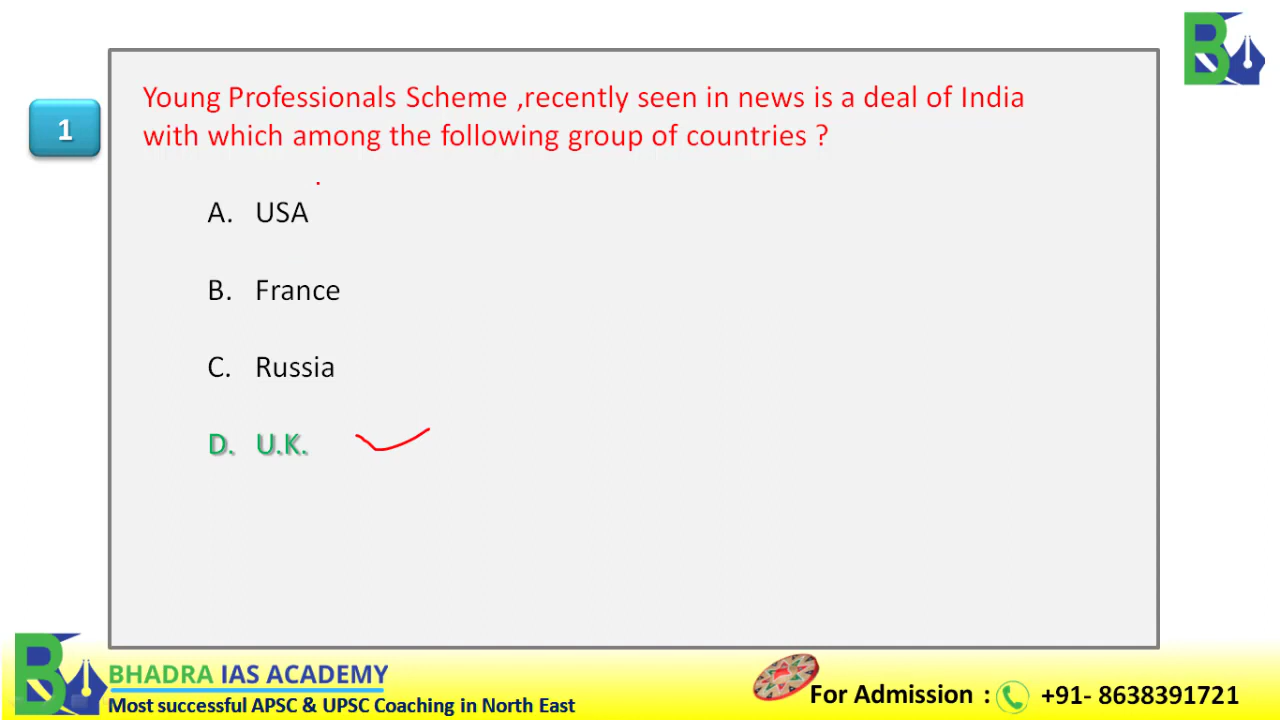 1
Young Professionals Scheme ,recently seen in news is a deal of India
with which among the following group of countries ?
A. USA
B. France
C. Russia
D. U.K.
BHADRA IAS ACADEMY
Most successful APSC & UPSC Coaching in North East
For Admission : +91- 8638391721